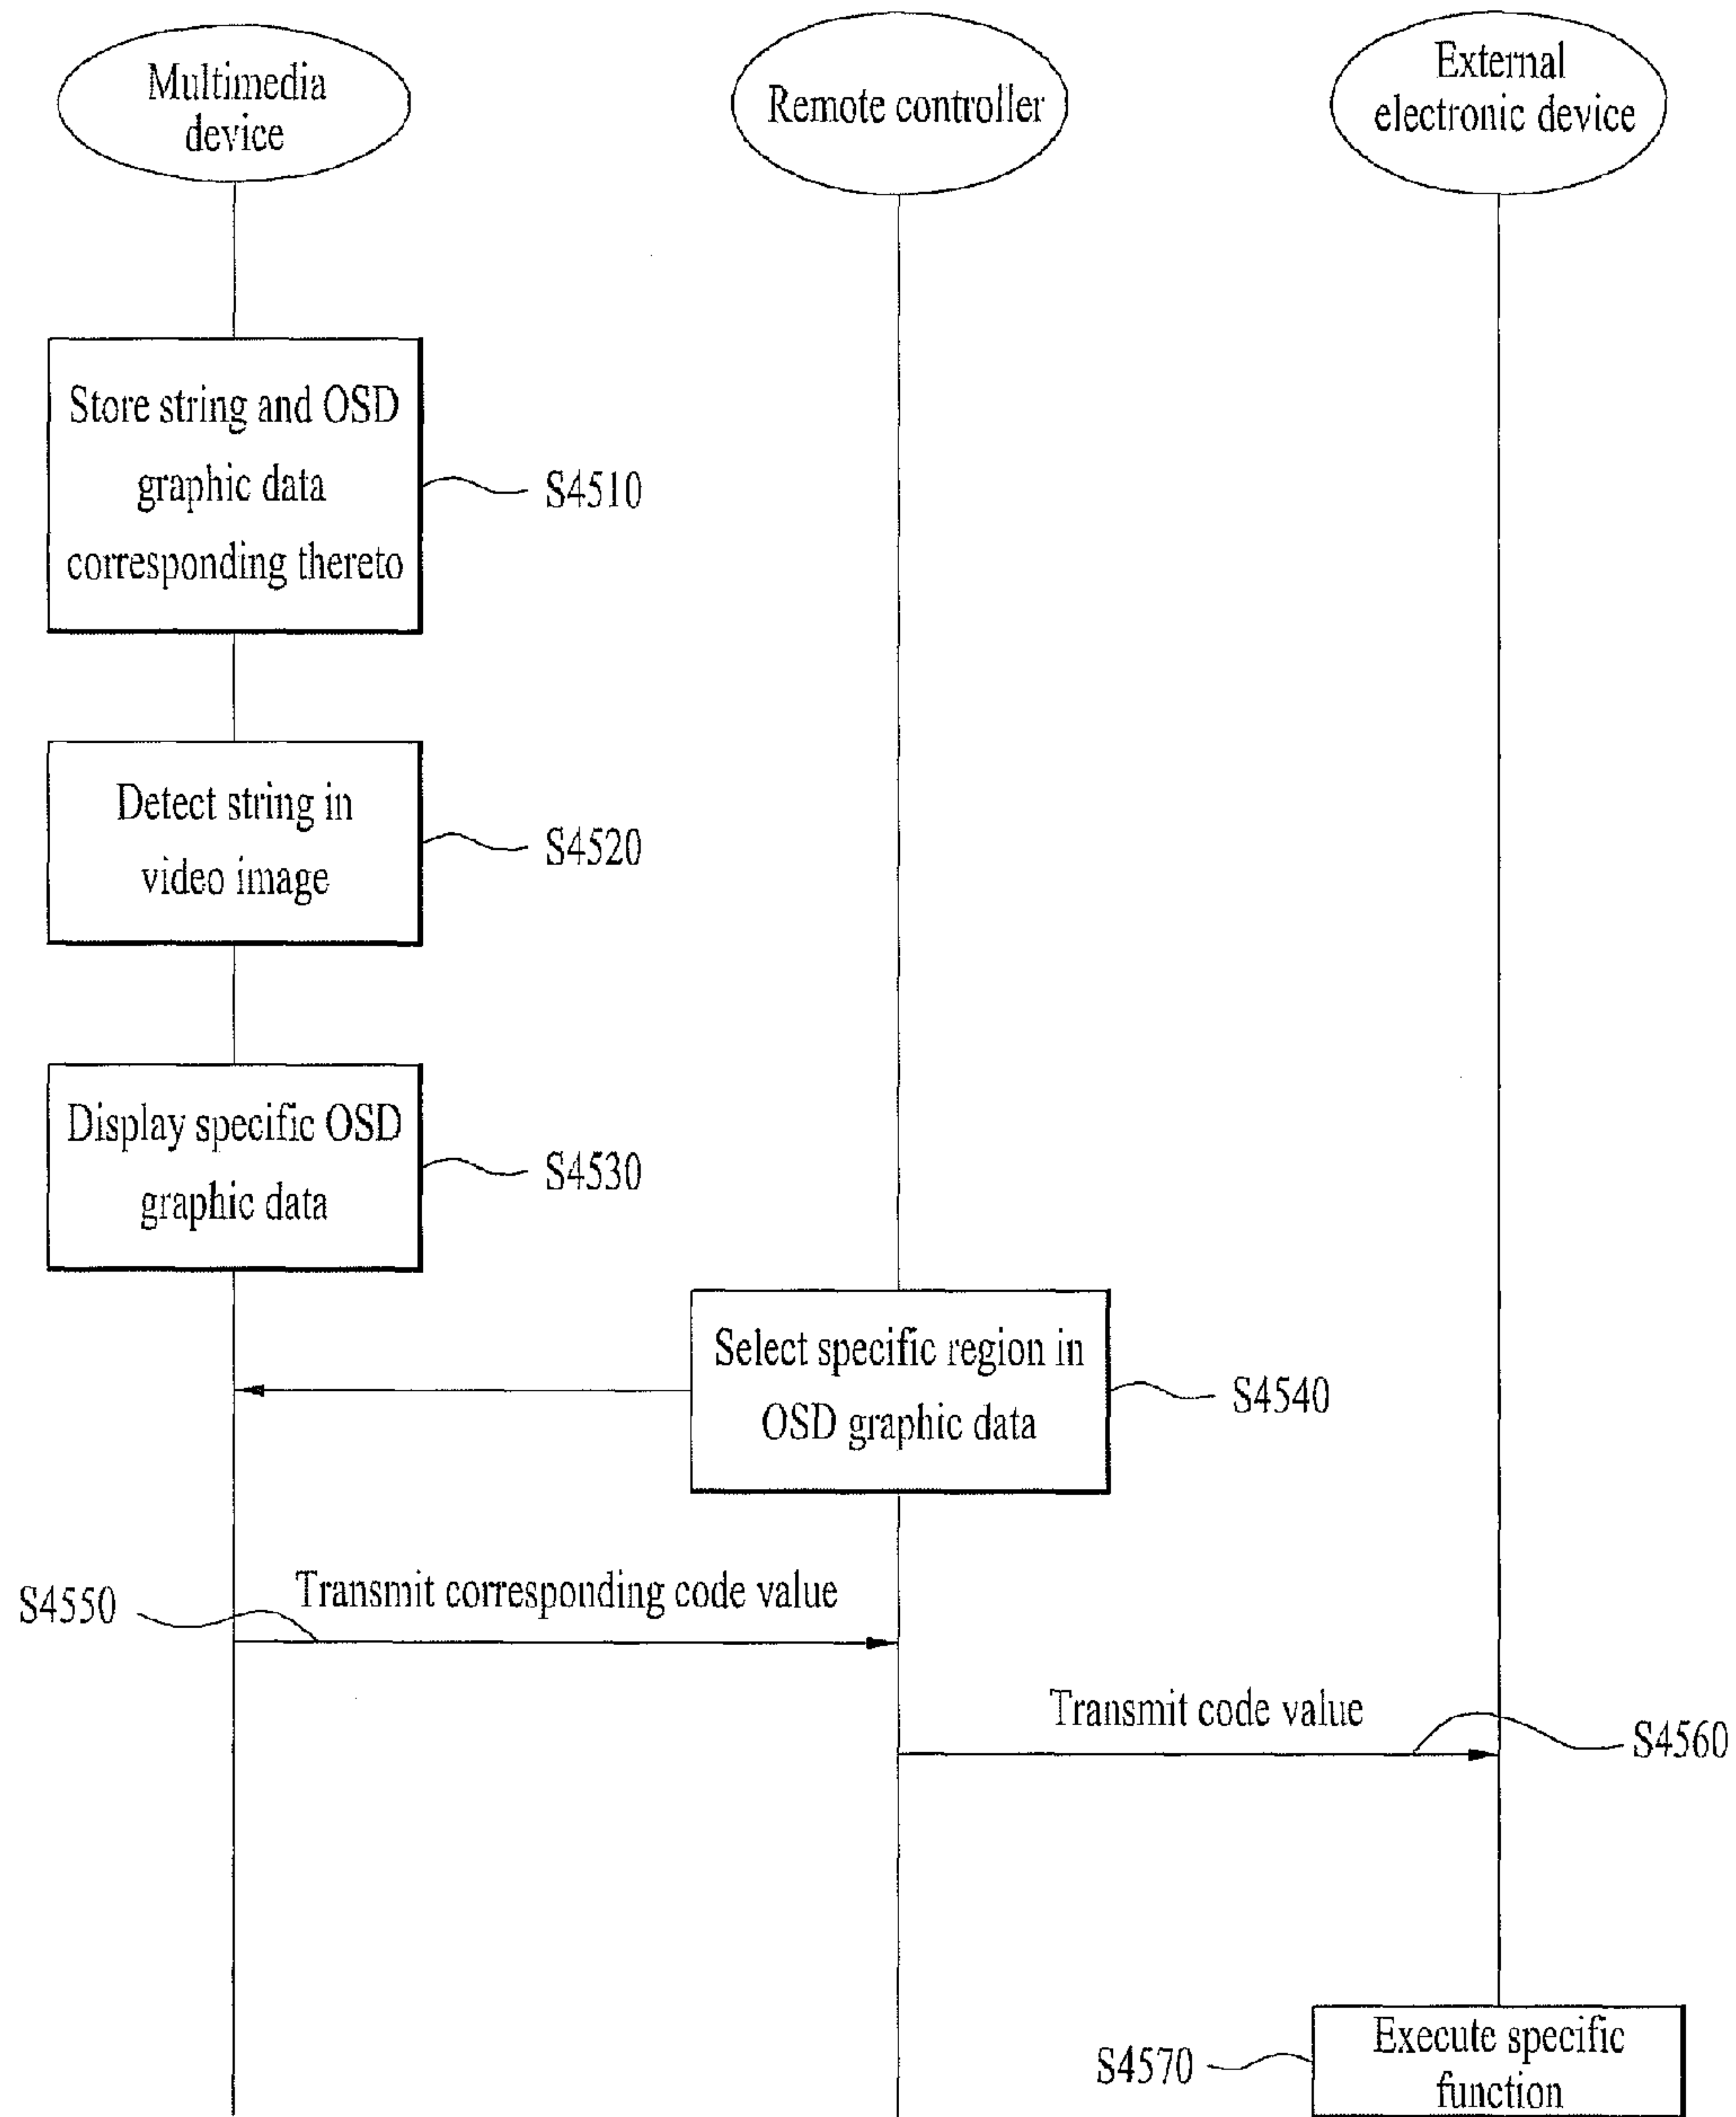 Multimedia
device
Remote controller
External
electronic device
Store string and OSD
graphic data
corresponding thereto
S4510
Detect string in
video image
S4520
Display specific OSD
graphic data
S4530
Select specific region in
OSD graphic data
S4540
S4550
Transmit corresponding code value
Transmit code value
S4560
S4570
Execute specific
function